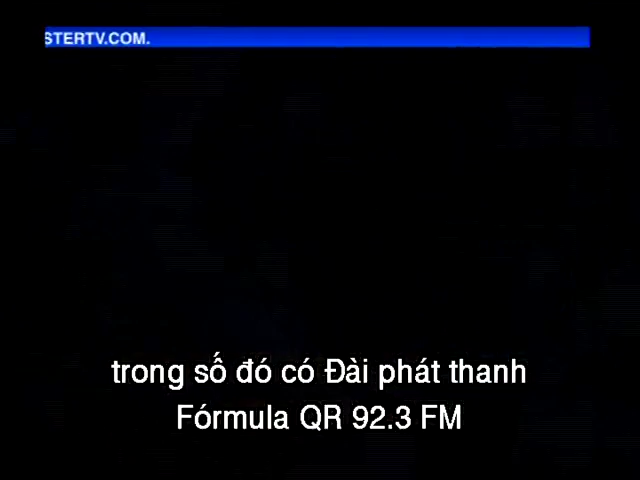 STERTV.COM.
trong số đó có Đài phát thanh
Fórmula QR 92.3 FM